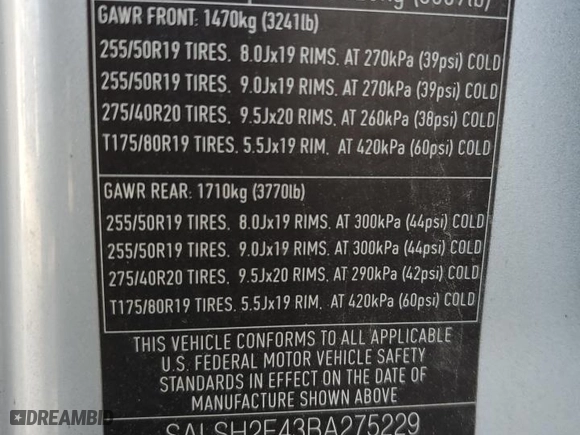 GAWR FRONT: 1470kg (3241lb)
255/50R19 TIRES. 8.0Jx19 RIMS. AT 270kPa (39psi) COLD
255/50R19 TIRES. 9.0Jx19 RIMS. AT 270kPa (39psi) COLD
275/40R20 TIRES. 9.5Jx20 RIMS. AT 260kPa (38psi) COLD
T175/80R19 TIRES. 5.5Jx19 RIM. AT 420kPa (60psi) COLD
GAWR REAR: 1710kg (3770lb)
255/50R19 TIRES. 8.0Jx19 RIMS. AT 300kPa (44psi) COLD
255/50R19 TIRES. 9.0Jx19 RIMS. AT 300kPa (44psi) COLD
275/40R20 TIRES. 9.5Jx20 RIMS. AT 290kPa (42psi) COLD
T175/80R19 TIRES. 5.5Jx19 RIM. AT 420kPa (60psi) COLD
THIS VEHICLE CONFORMS TO ALL APPLICABLE
U.S. FEDERAL MOTOR VEHICLE SAFETY
STANDARDS IN EFFECT ON THE DATE OF
MANUFACTURE SHOWN ABOVE
DREAMBID